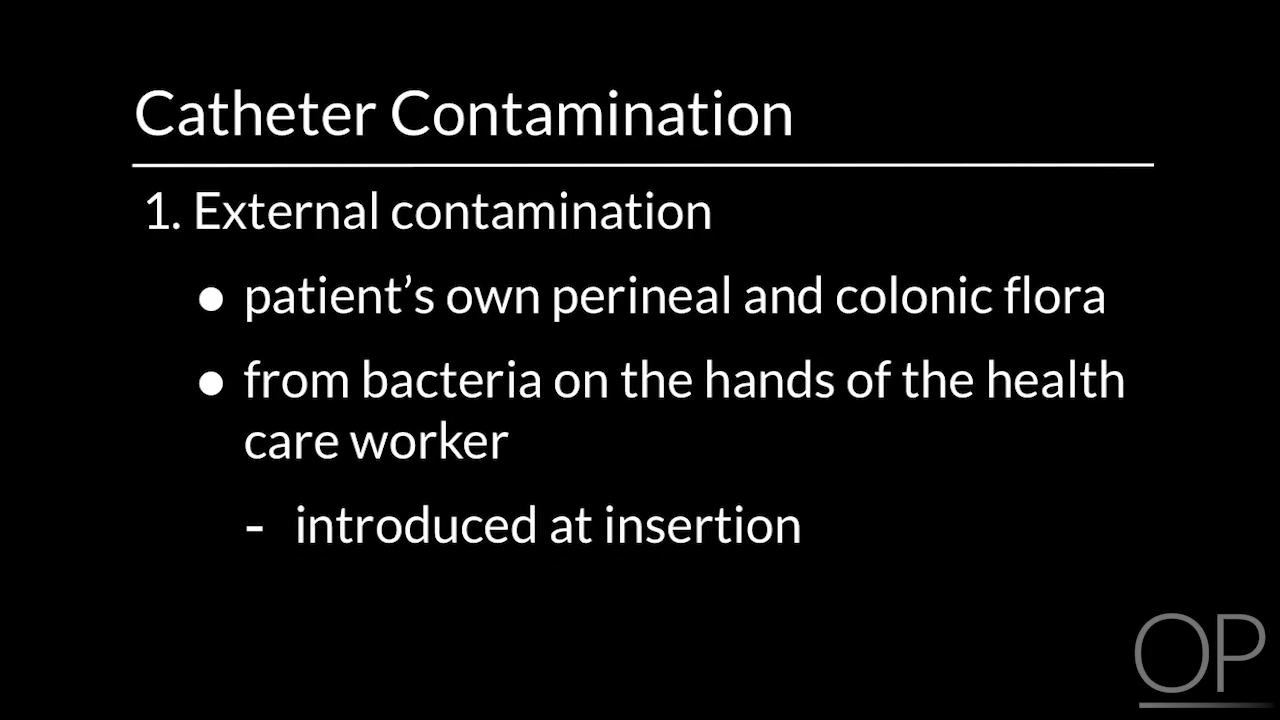 Catheter Contamination
1. External contamination
● patient’s own perineal and colonic flora
● from bacteria on the hands of the health
care worker
- introduced at insertion
OP